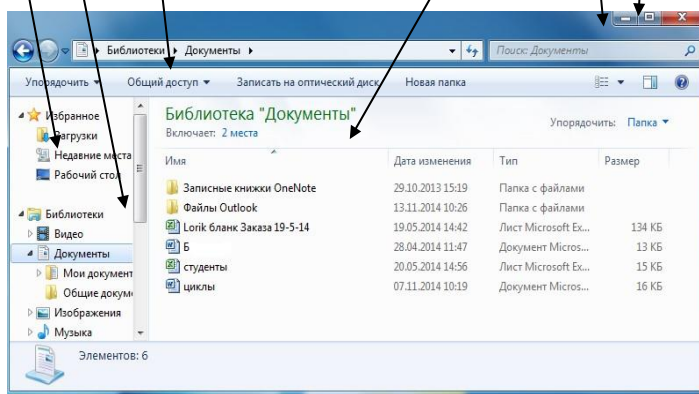 Библиотеки ▸ Документы ▸
Поиск: Документы
Упорядочить Общий доступ Записать на оптический диск Новая папка
Избранное
Загрузки
Недавние места
Рабочий стол
Библиотеки
Видео
Документы
Мои документ
Общие докум
Изображения
Музыка
Библиотека "Документы"
Включает: 2 места
Упорядочить: Папка
Имя Дата изменения Тип Размер
Записные книжки OneNote 29.10.2013 15:19 Папка с файлами
Файлы Outlook 13.11.2014 10:26 Папка с файлами
Lorik бланк Заказа 19-5-14 19.05.2014 14:42 Лист Microsoft Ex... 134 КБ
Б 28.04.2014 11:47 Документ Micros... 13 КБ
студенты 20.05.2014 14:56 Лист Microsoft Ex... 15 КБ
циклы 07.11.2014 10:19 Документ Micros... 16 КБ
Элементов: 6